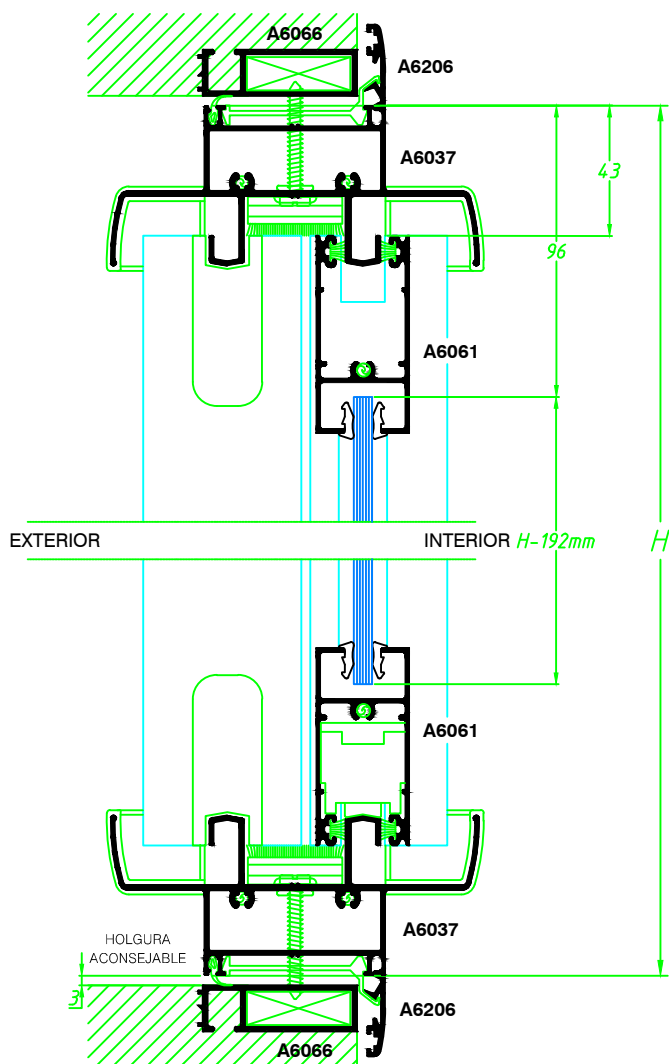 A6066
A6206
A6037
43
96
A6061
EXTERIOR
INTERIOR
H-192mm
H
A6061
A6037
HOLGURA
ACONSEJABLE
3
A6206
A6066